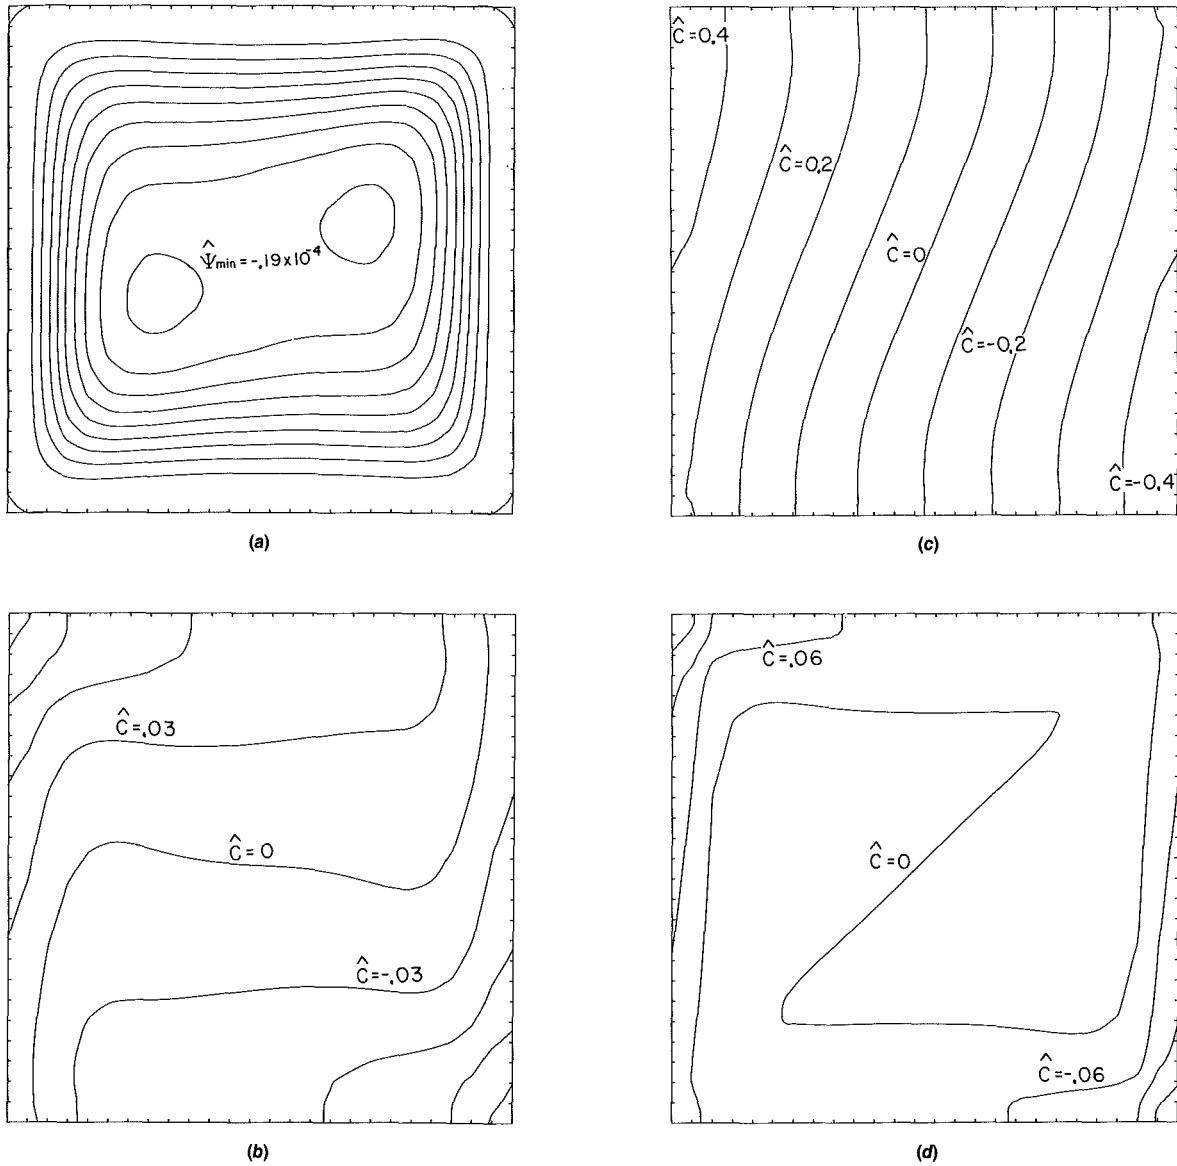 Ψ̂min=-.19x10⁻⁴
(a)
Ĉ=0.4
Ĉ=0.2
Ĉ=0
Ĉ=-0.2
Ĉ=-0.4
(c)
Ĉ=.03
Ĉ=0
Ĉ=-.03
(b)
Ĉ=.06
Ĉ=0
Ĉ=-.06
(d)